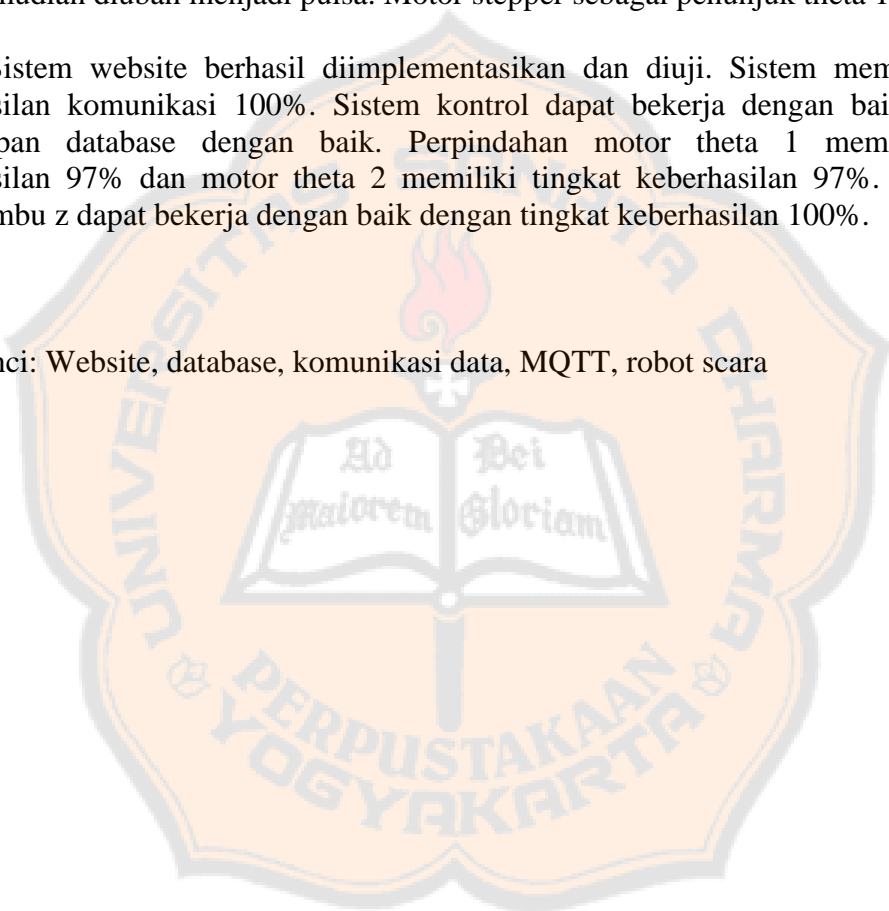 mudian diubah menjadi pulsa. Motor stepper sebagai penunjuk theta 1
Sistem website berhasil diimplementasikan dan diuji. Sistem mem
silan komunikasi 100%. Sistem kontrol dapat bekerja dengan bai
pan database dengan baik. Perpindahan motor theta 1 mem
silan 97% dan motor theta 2 memiliki tingkat keberhasilan 97%.
mbu z dapat bekerja dengan baik dengan tingkat keberhasilan 100%.
nci: Website, database, komunikasi data, MQTT, robot scara
UNIVERSITAS SANATA DHARMA
Ad Dei
Maiorem Gloriam
PERPUSTAKAAN
YOGYAKARTA